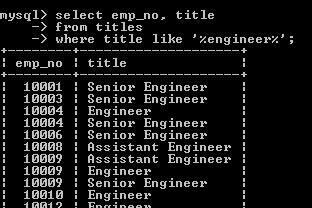 mysql> select emp_no, title
-> from titles
-> where title like '%engineer%';
+--------+--------------------+
| emp_no | title |
+--------+--------------------+
| 10001 | Senior Engineer |
| 10003 | Senior Engineer |
| 10004 | Engineer |
| 10004 | Senior Engineer |
| 10006 | Senior Engineer |
| 10008 | Assistant Engineer |
| 10009 | Assistant Engineer |
| 10009 | Engineer |
| 10009 | Senior Engineer |
| 10010 | Engineer |
| 10012 | Engineer |